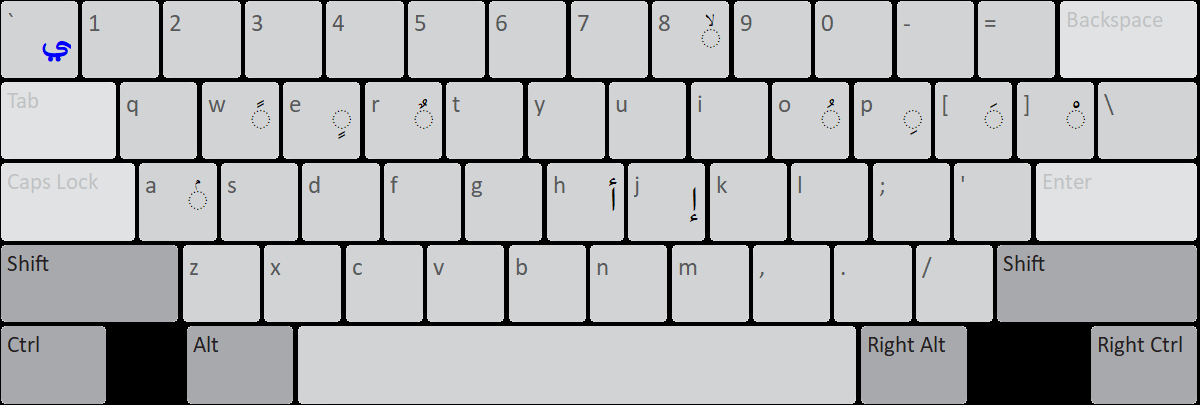 ` ي 1 2 3 4 5 6 7 8 ◌ۙ 9 0 - = Backspace
Tab q w ◌ً e ◌ٍ r ◌ٌ t y u i o ◌ُ p ◌ِ [ ◌َ ] ◌ْ \
Caps Lock a s d f g h أ j إ k l ; ' Enter
Shift z x c v b n m , . / Shift
Ctrl Alt Right Alt Right Ctrl